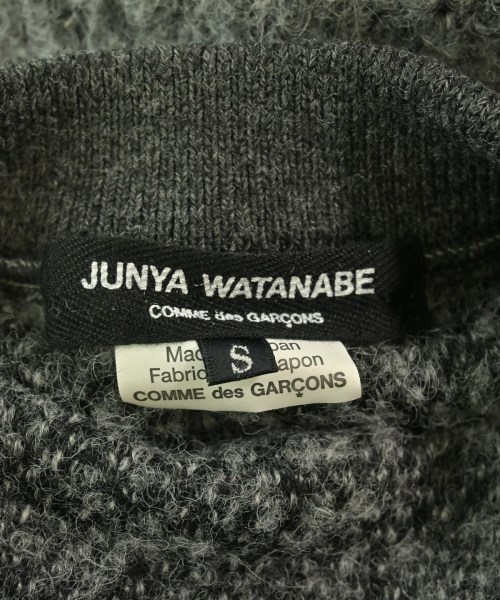 JUNYA WATANABE
COMME des GARÇONS
S
COMME des GARÇONS